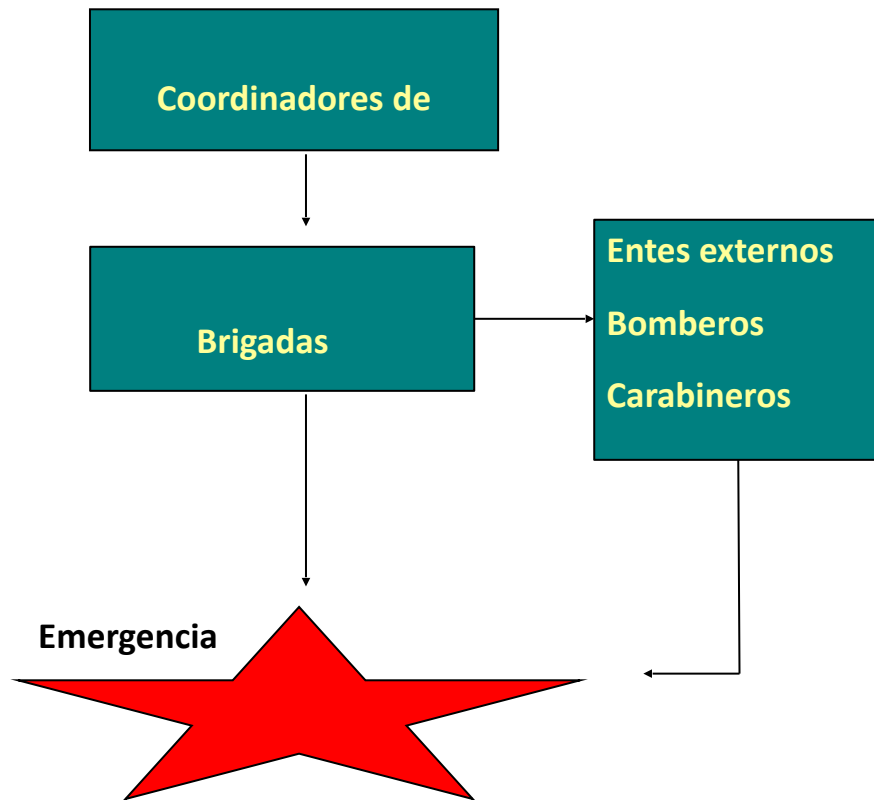 Coordinadores de
Brigadas
Entes externos
Bomberos
Carabineros
Emergencia